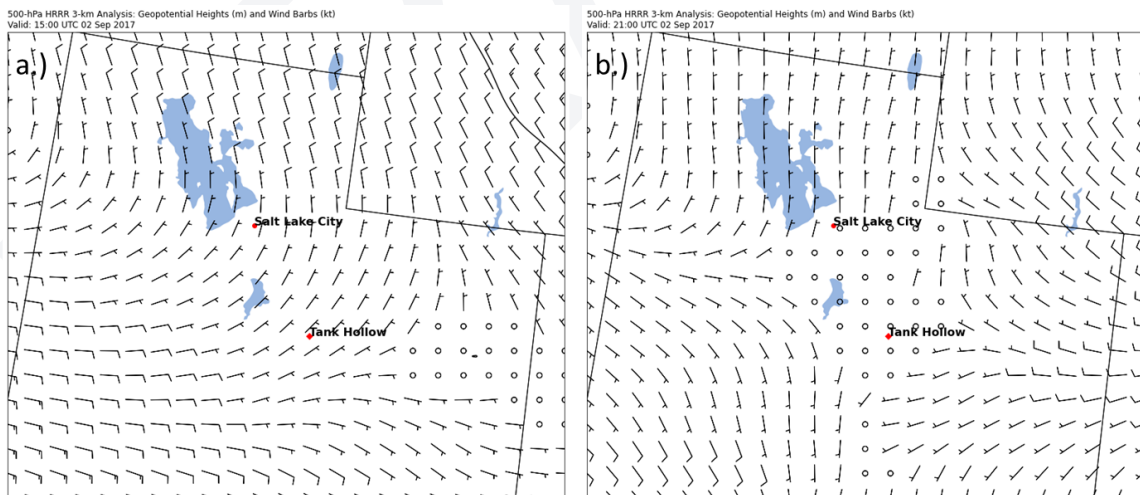 500-hPa HRRR 3-km Analysis: Geopotential Heights (m) and Wind Barbs (kt)
Valid: 15:00 UTC 02 Sep 2017
a.)
Salt Lake City
Tank Hollow
500-hPa HRRR 3-km Analysis: Geopotential Heights (m) and Wind Barbs (kt)
Valid: 21:00 UTC 02 Sep 2017
b.)
Salt Lake City
Tank Hollow